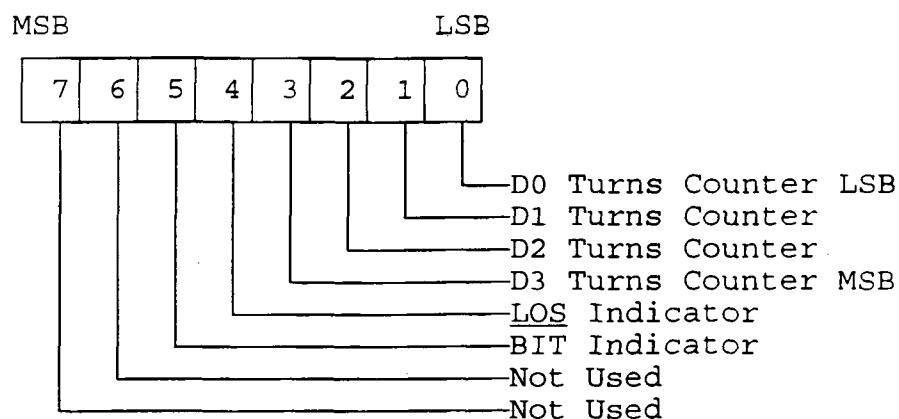 MSB LSB
7 6 5 4 3 2 1 0
D0 Turns Counter LSB
D1 Turns Counter
D2 Turns Counter
D3 Turns Counter MSB
LOS Indicator
BIT Indicator
Not Used
Not Used